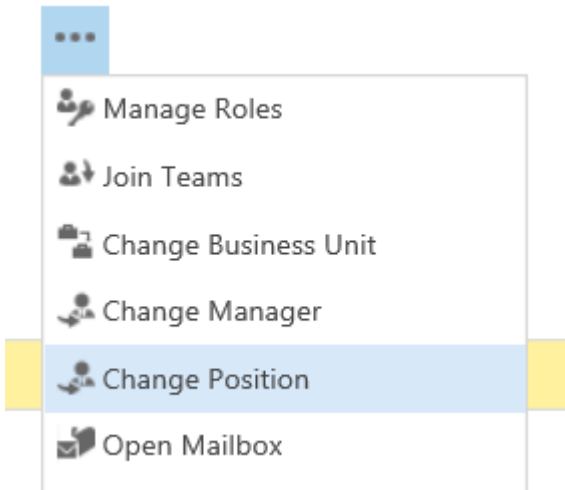 Manage Roles
Join Teams
Change Business Unit
Change Manager
Change Position
Open Mailbox